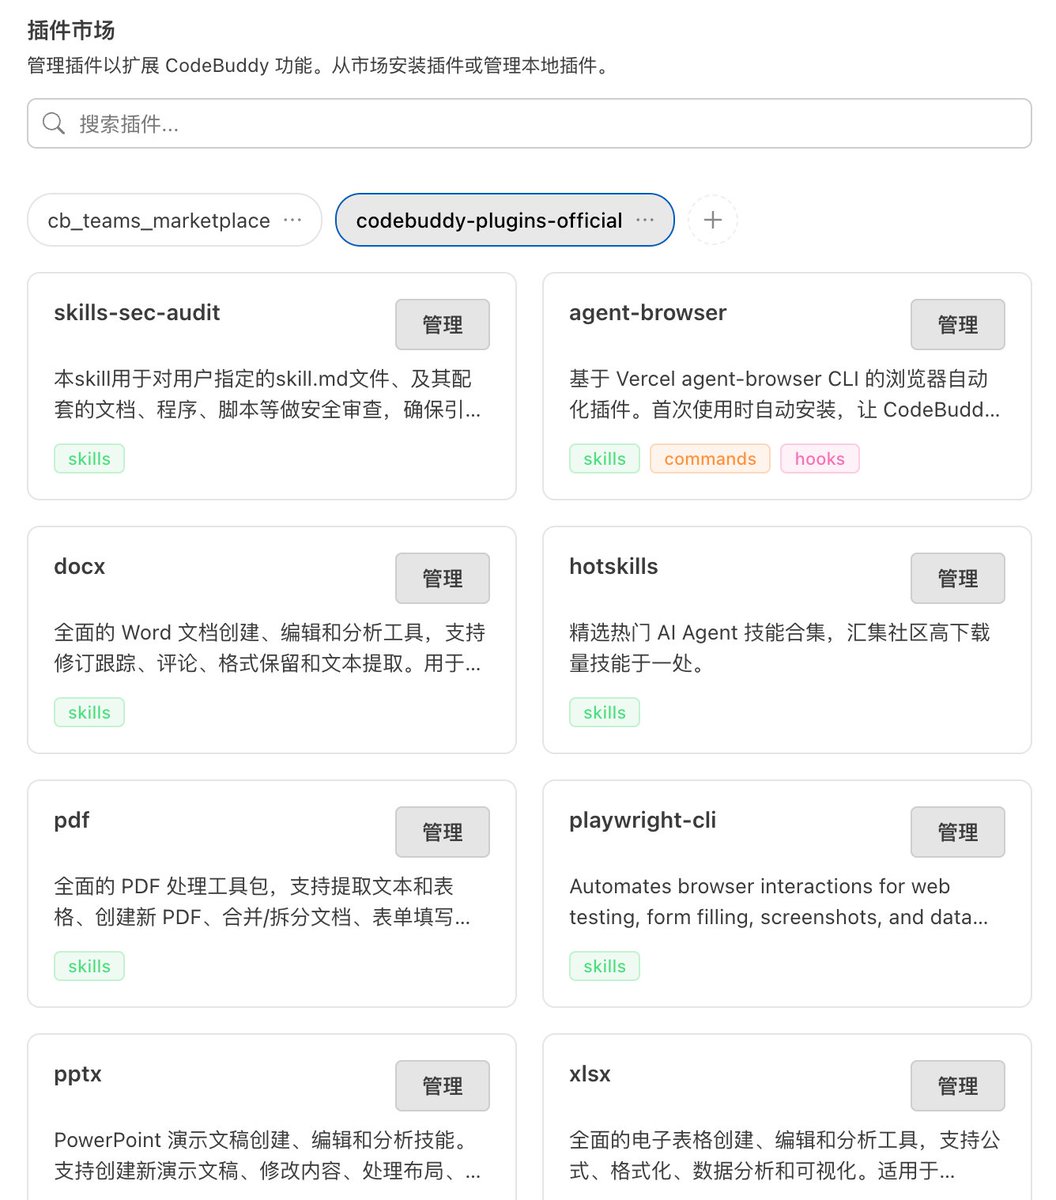 插件市场
管理插件以扩展 CodeBuddy 功能。从市场安装插件或管理本地插件。
搜索插件...
cb_teams_marketplace ···
codebuddy-plugins-official ···
+
skills-sec-audit
管理
本skill用于对用户指定的skill.md文件、及其配
套的文档、程序、脚本等做安全审查，确保引...
skills
agent-browser
管理
基于 Vercel agent-browser CLI 的浏览器自动
化插件。首次使用时自动安装，让 CodeBudd...
skills
commands
hooks
docx
管理
全面的 Word 文档创建、编辑和分析工具，支持
修订跟踪、评论、格式保留和文本提取。用于...
skills
hotskills
管理
精选热门 AI Agent 技能合集，汇集社区高下载
量技能于一处。
skills
pdf
管理
全面的 PDF 处理工具包，支持提取文本和表
格、创建新 PDF、合并/拆分文档、表单填写...
skills
playwright-cli
管理
Automates browser interactions for web
testing, form filling, screenshots, and data...
skills
pptx
管理
PowerPoint 演示文稿创建、编辑和分析技能。
支持创建新演示文稿、修改内容、处理布局、...
xlsx
管理
全面的电子表格创建、编辑和分析工具，支持公
式、格式化、数据分析和可视化。适用于...